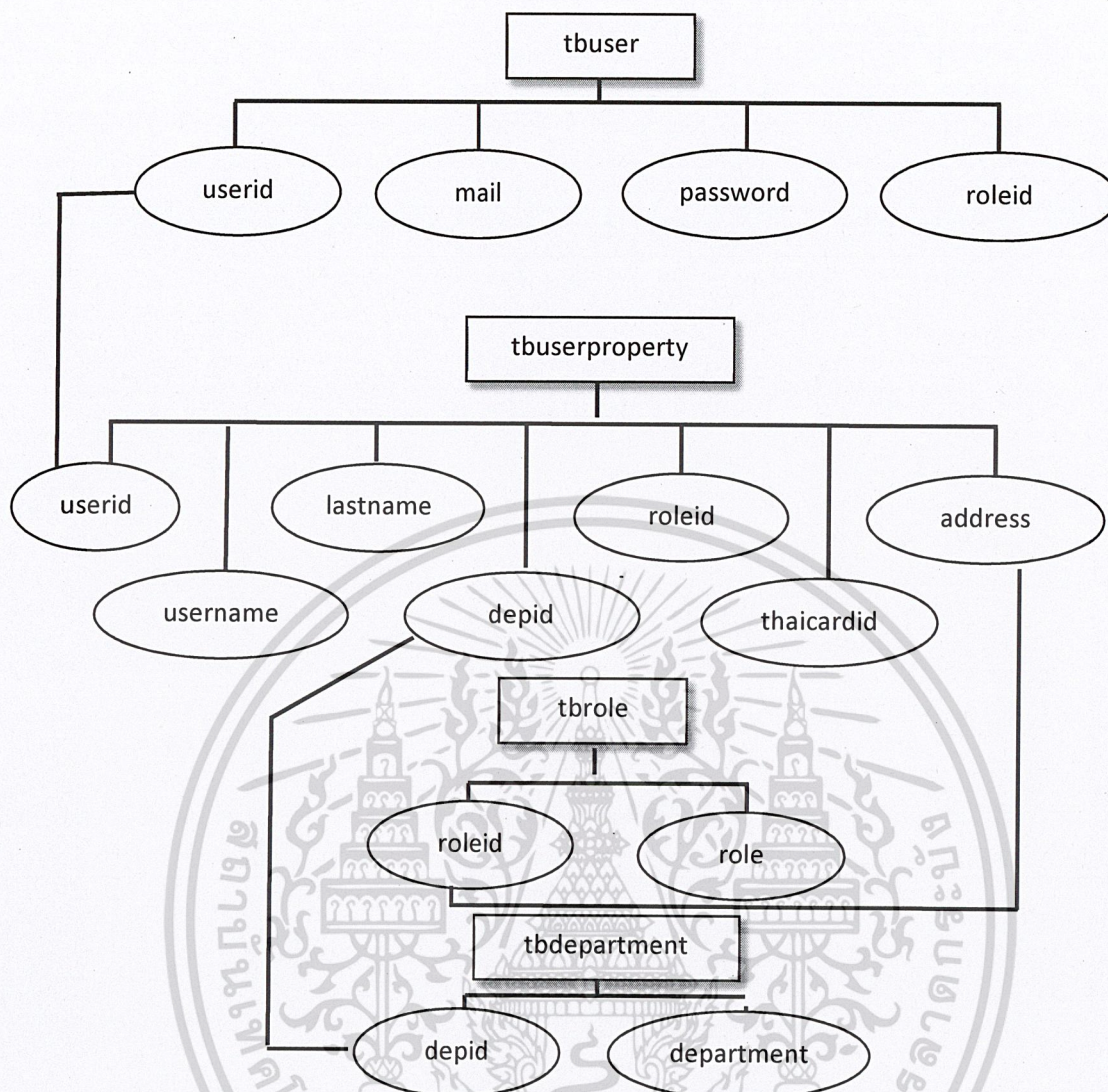 tbuser
userid
mail
password
roleid
tbuserproperty
userid
lastname
roleid
address
username
depid
thaicardid
tbrole
roleid
role
tbdepartment
depid
department